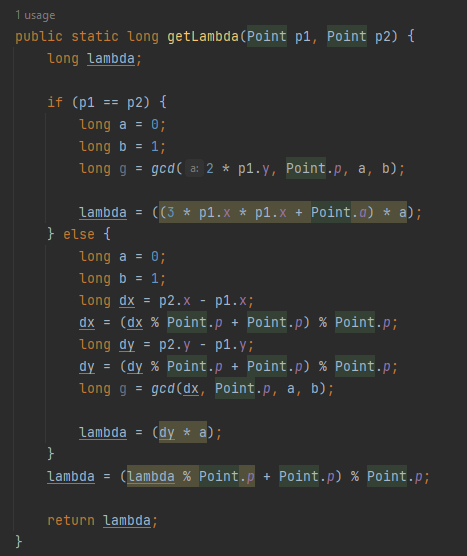 1 usage
public static long getLambda(Point p1, Point p2) {
long lambda;
if (p1 == p2) {
long a = 0;
long b = 1;
long g = gcd( a: 2 * p1.y, Point.p, a, b);
lambda = ((3 * p1.x * p1.x + Point.a) * a);
} else {
long a = 0;
long b = 1;
long dx = p2.x - p1.x;
dx = (dx % Point.p + Point.p) % Point.p;
long dy = p2.y - p1.y;
dy = (dy % Point.p + Point.p) % Point.p;
long g = gcd(dx, Point.p, a, b);
lambda = (dy * a);
}
lambda = (lambda % Point.p + Point.p) % Point.p;
return lambda;
}